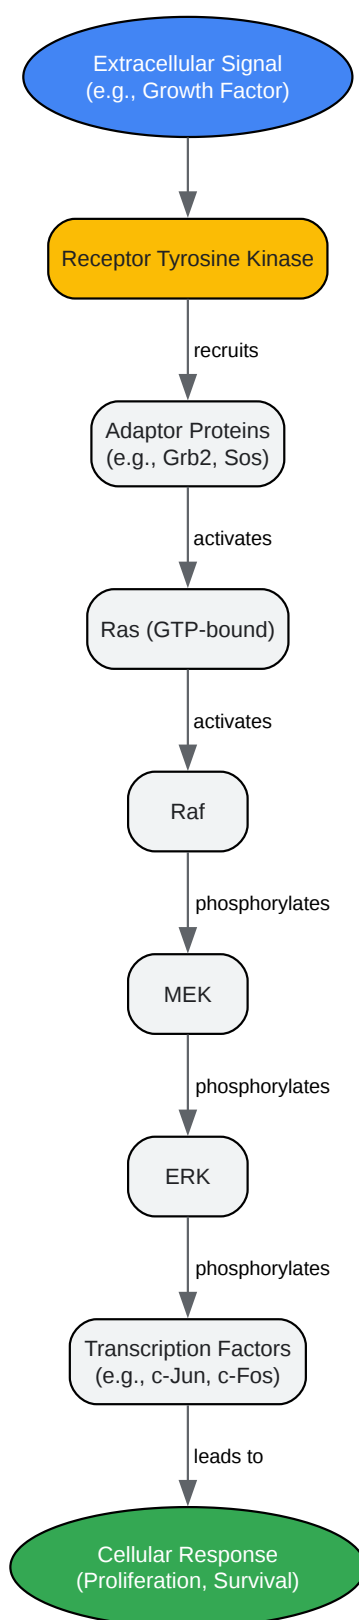 Extracellular Signal
(e.g., Growth Factor)
Receptor Tyrosine Kinase
recruits
Adaptor Proteins
(e.g., Grb2, Sos)
activates
Ras (GTP-bound)
activates
Raf
phosphorylates
MEK
phosphorylates
ERK
phosphorylates
Transcription Factors
(e.g., c-Jun, c-Fos)
leads to
Cellular Response
(Proliferation, Survival)